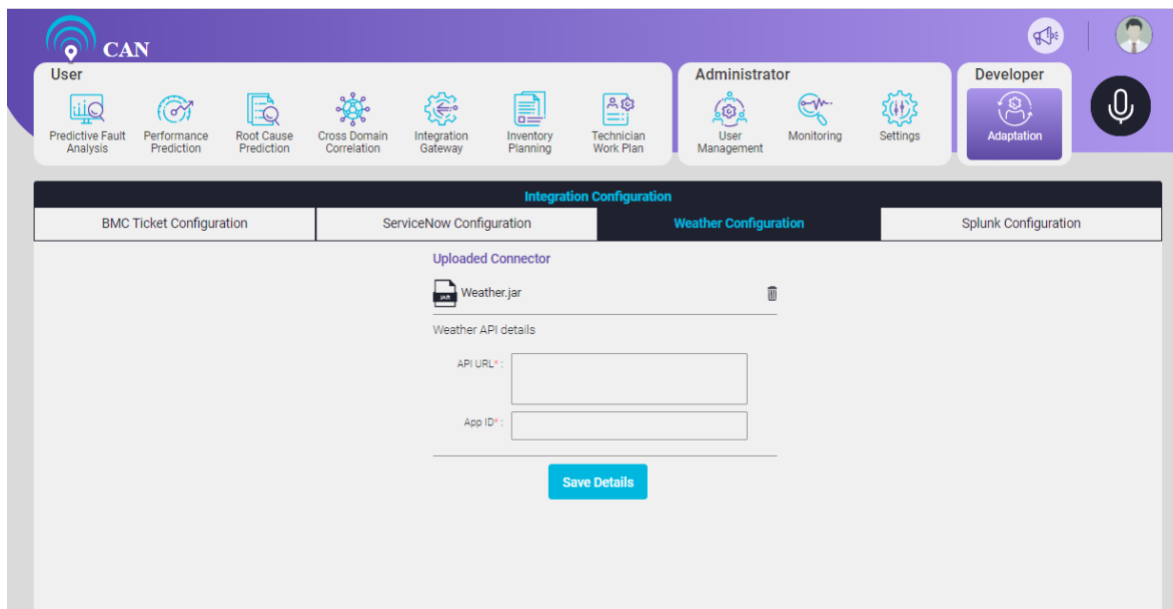 CAN
User
Administrator
Developer
Predictive Fault
Analysis
Performance
Prediction
Root Cause
Prediction
Cross Domain
Correlation
Integration
Gateway
Inventory
Planning
Technician
Work Plan
User
Management
Monitoring
Settings
Adaptation
Integration Configuration
BMC Ticket Configuration
ServiceNow Configuration
Weather Configuration
Splunk Configuration
Uploaded Connector
JAR
Weather.jar
Weather API details
API URL* :
App ID* :
Save Details